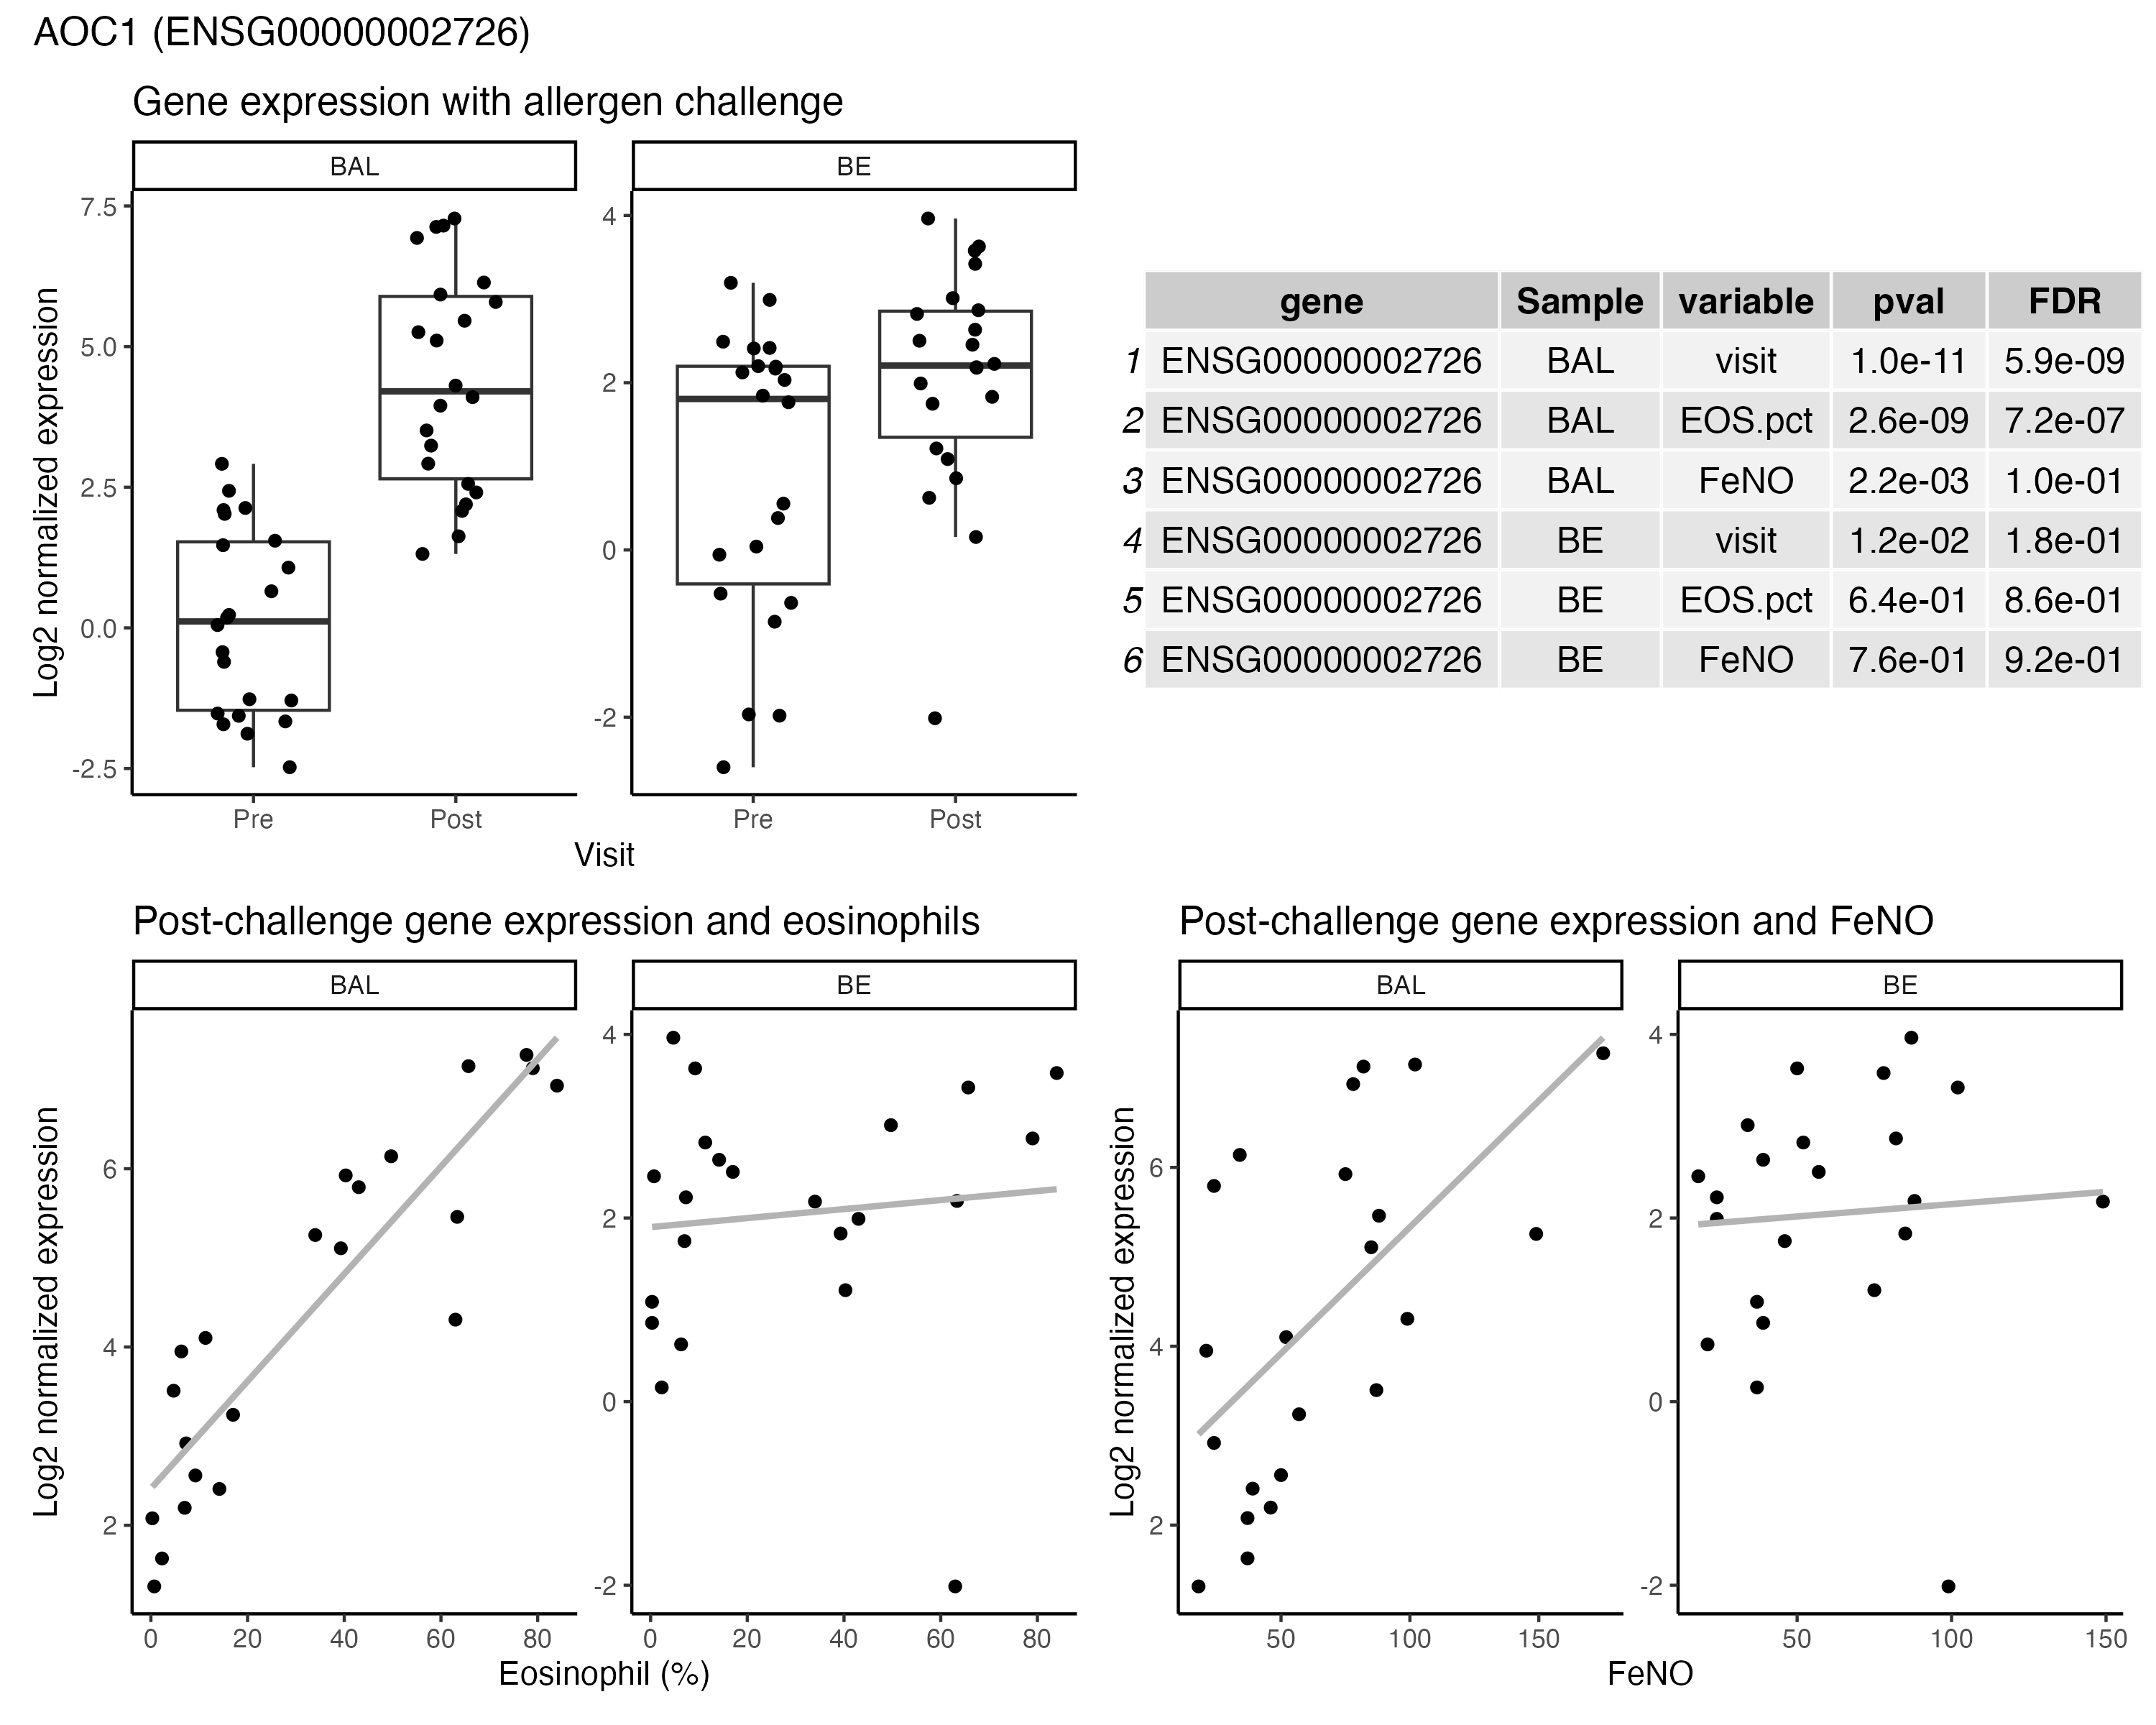 AOC1 (ENSG00000002726)
Gene expression with allergen challenge
BAL
BE
Log2 normalized expression
7.5
5.0
2.5
0.0
-2.5
4
2
0
-2
Pre
Post
Pre
Post
Visit
gene Sample variable pval FDR
1 ENSG00000002726 BAL visit 1.0e-11 5.9e-09
2 ENSG00000002726 BAL EOS.pct 2.6e-09 7.2e-07
3 ENSG00000002726 BAL FeNO 2.2e-03 1.0e-01
4 ENSG00000002726 BE visit 1.2e-02 1.8e-01
5 ENSG00000002726 BE EOS.pct 6.4e-01 8.6e-01
6 ENSG00000002726 BE FeNO 7.6e-01 9.2e-01
Post-challenge gene expression and eosinophils
BAL
BE
Log2 normalized expression
6
4
2
4
2
0
-2
0 20 40 60 80
0 20 40 60 80
Eosinophil (%)
Post-challenge gene expression and FeNO
BAL
BE
Log2 normalized expression
6
4
2
4
2
0
-2
50 100 150
50 100 150
FeNO